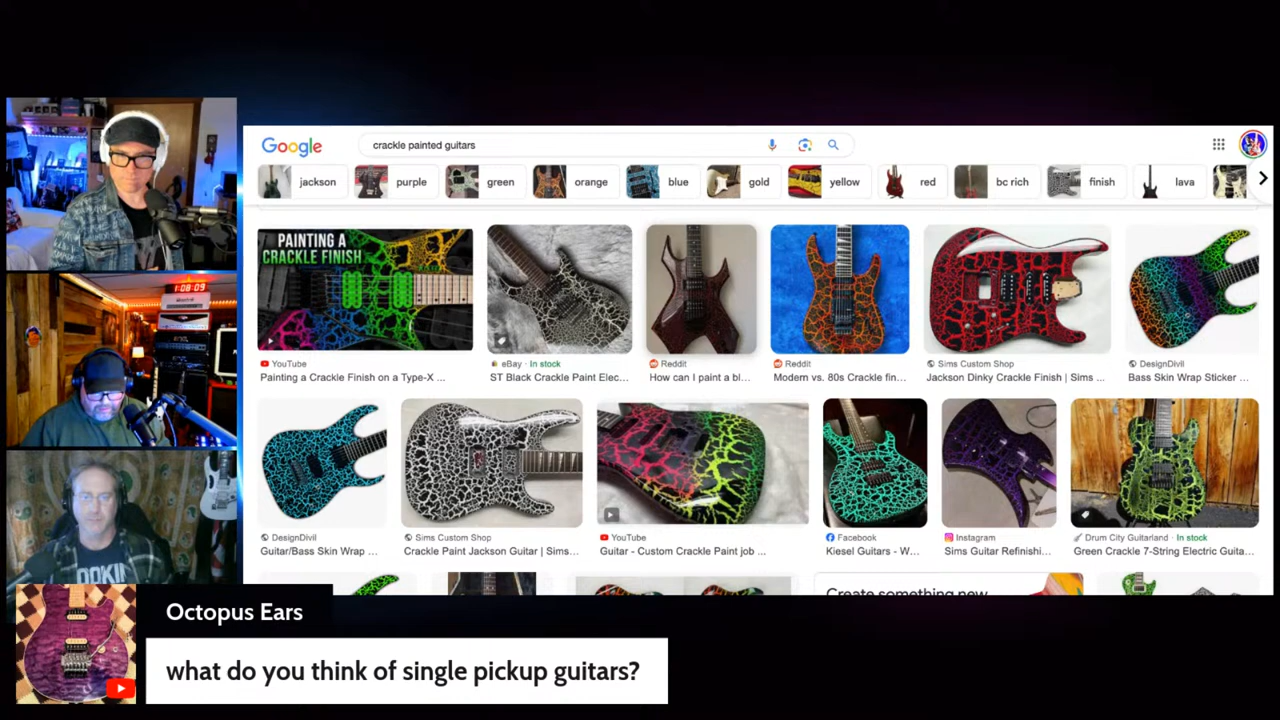 Google
crackle painted guitars
jackson
purple
green
orange
blue
gold
yellow
red
bc rich
finish
lava
PAINTING A
CRACKLE FINISH
YouTube
Painting a Crackle Finish on a Type-X ...
eBay · In stock
ST Black Crackle Paint Elec...
Reddit
How can I paint a bl...
Reddit
Modern vs. 80s Crackle fin...
Sims Custom Shop
Jackson Dinky Crackle Finish | Sims ...
DesignDivil
Bass Skin Wrap Sticker ...
DesignDivil
Guitar/Bass Skin Wrap ...
Sims Custom Shop
Crackle Paint Jackson Guitar | Sims...
YouTube
Guitar - Custom Crackle Paint job ...
Facebook
Kiesel Guitars - W...
Instagram
Sims Guitar Refinishi...
Drum City Guitarland · In stock
Green Crackle 7-String Electric Guita...
Create something new
1:08:09
Octopus Ears
what do you think of single pickup guitars?